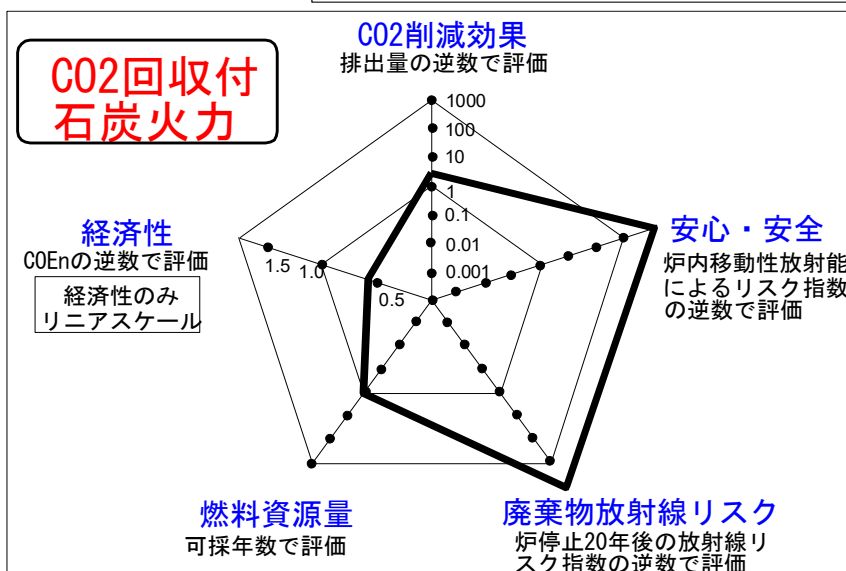 CO2回収付
石炭火力
CO2削減効果
排出量の逆数で評価
1000
100
10
1
0.1
0.01
0.001
経済性
COEnの逆数で評価
経済性のみ
リニアスケール
1.5
1.0
0.5
安心・安全
炉内移動性放射能
によるリスク指数
の逆数で評価
燃料資源量
可採年数で評価
廃棄物放射線リスク
炉停止20年後の放射線リ
スク指数の逆数で評価